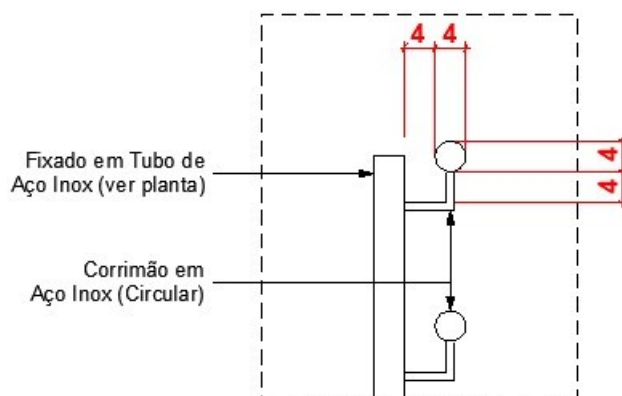 4 4
Fixado em Tubo de
Aço Inox (ver planta)
4
4
Corrimão em
Aço Inox (Circular)